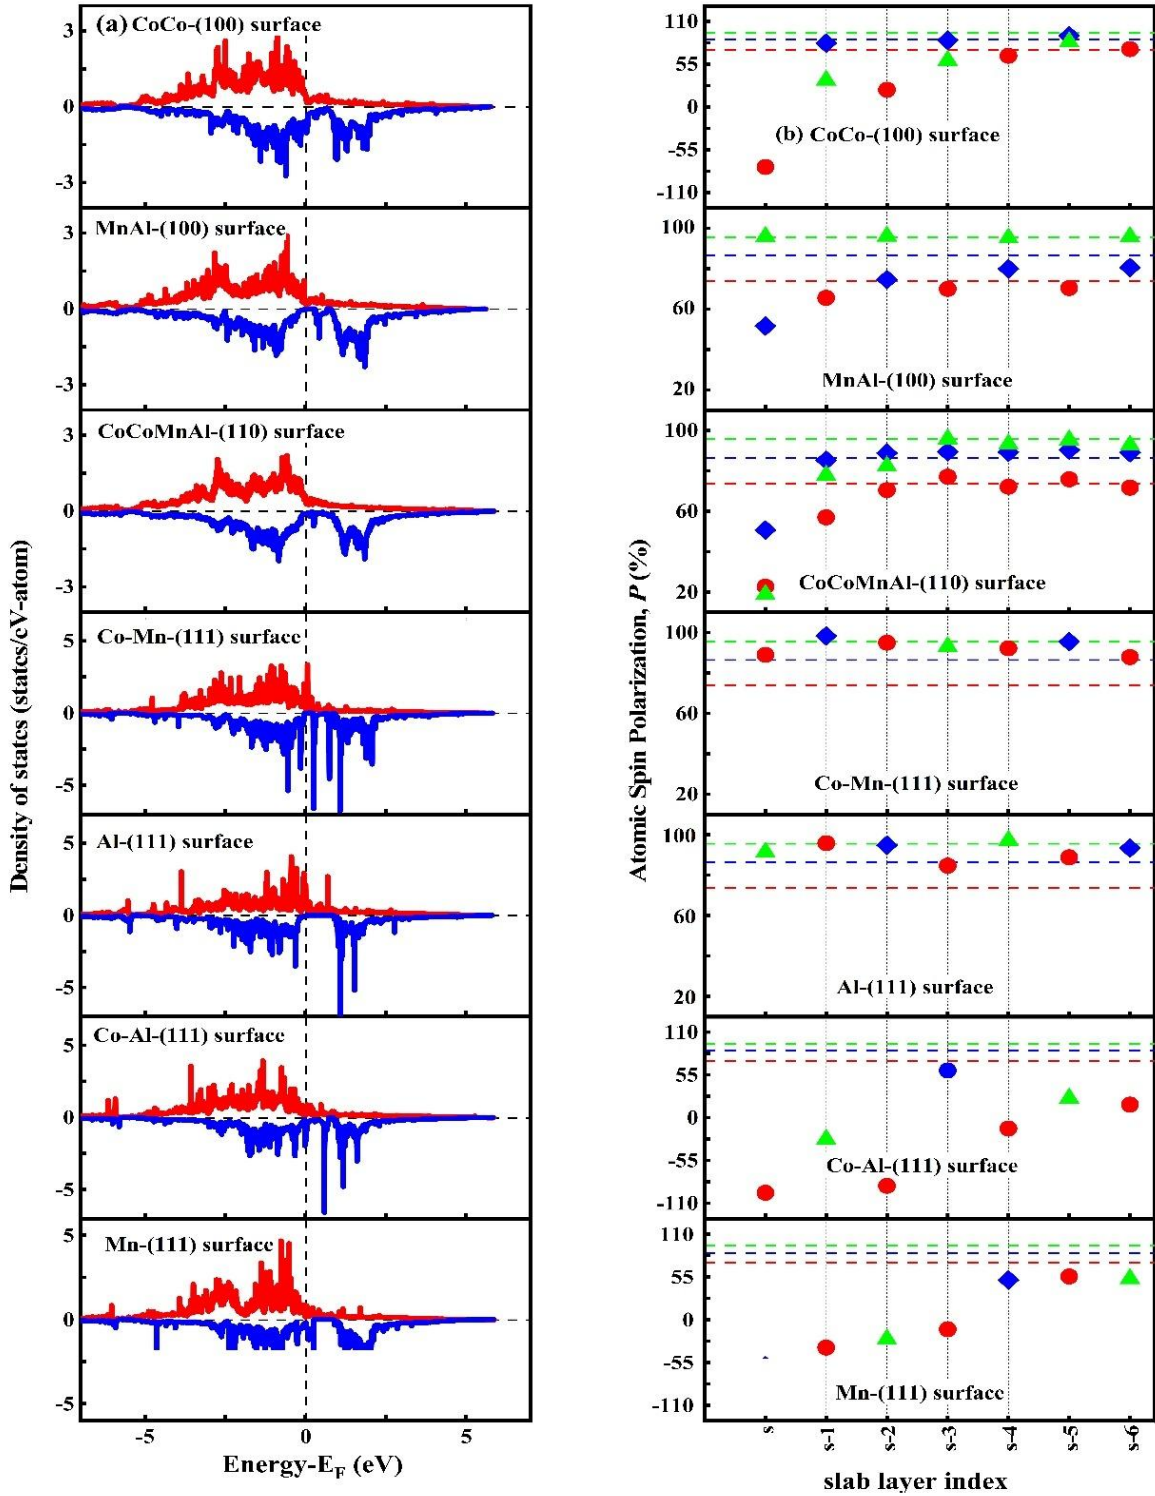 (a) CoCo-(100) surface
3
0
-3
MnAl-(100) surface
3
0
-3
CoCoMnAl-(110) surface
3
0
-3
Co-Mn-(111) surface
5
0
-5
Al-(111) surface
5
0
-5
Co-Al-(111) surface
5
0
-5
Mn-(111) surface
5
0
-5
-5 0 5
Energy-E_F (eV)
Density of states (states/eV-atom)
110
55
0
-55
-110
(b) CoCo-(100) surface
100
60
20
MnAl-(100) surface
100
60
20
CoCoMnAl-(110) surface
100
60
20
Co-Mn-(111) surface
100
60
20
Al-(111) surface
110
55
0
-55
-110
Co-Al-(111) surface
110
55
0
-55
-110
Mn-(111) surface
s s-1 s-2 s-3 s-4 s-5 s-6
slab layer index
Atomic Spin Polarization, P (%)